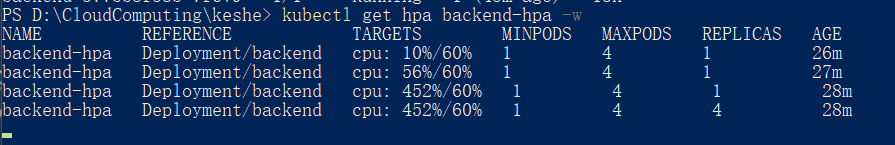 PS D:\CloudComputing\keshe> kubectl get hpa backend-hpa -w
NAME REFERENCE TARGETS MINPODS MAXPODS REPLICAS AGE
backend-hpa Deployment/backend cpu: 10%/60% 1 4 1 26m
backend-hpa Deployment/backend cpu: 56%/60% 1 4 1 27m
backend-hpa Deployment/backend cpu: 452%/60% 1 4 1 28m
backend-hpa Deployment/backend cpu: 452%/60% 1 4 4 28m